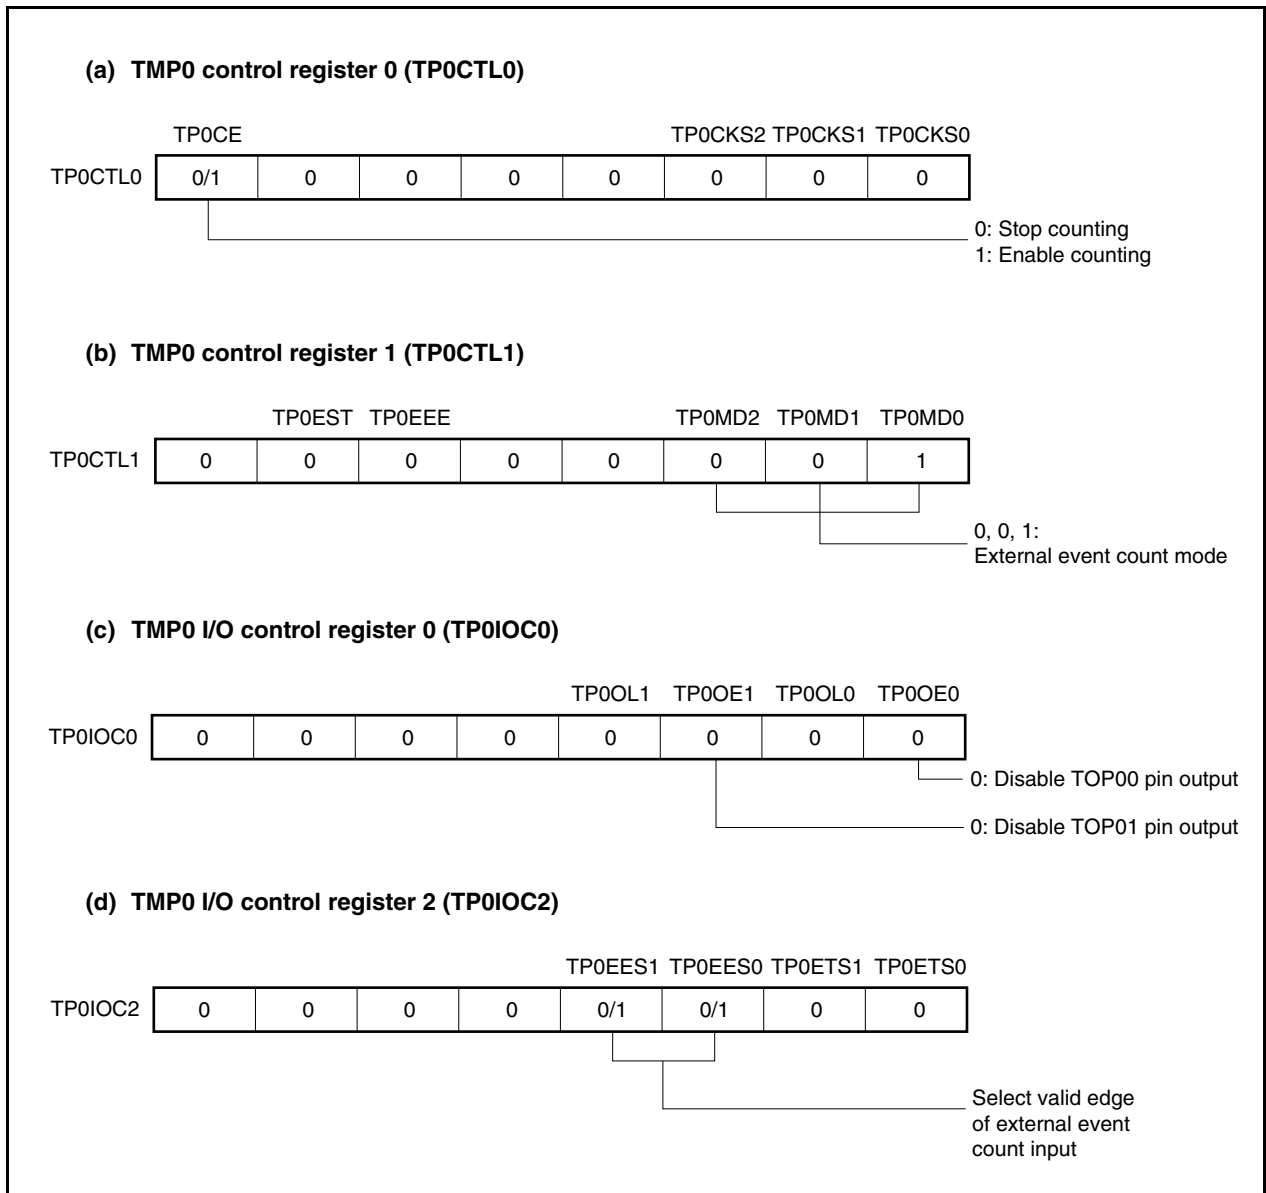 (a) TMP0 control register 0 (TP0CTL0)
TP0CE TP0CKS2 TP0CKS1 TP0CKS0
TP0CTL0 0/1 0 0 0 0 0 0 0
0: Stop counting
1: Enable counting
(b) TMP0 control register 1 (TP0CTL1)
TP0EST TP0EEE TP0MD2 TP0MD1 TP0MD0
TP0CTL1 0 0 0 0 0 0 0 1
0, 0, 1:
External event count mode
(c) TMP0 I/O control register 0 (TP0IOC0)
TP0OL1 TP0OE1 TP0OL0 TP0OE0
TP0IOC0 0 0 0 0 0 0 0 0
0: Disable TOP00 pin output
0: Disable TOP01 pin output
(d) TMP0 I/O control register 2 (TP0IOC2)
TP0EES1 TP0EES0 TP0ETS1 TP0ETS0
TP0IOC2 0 0 0 0 0/1 0/1 0 0
Select valid edge
of external event
count input